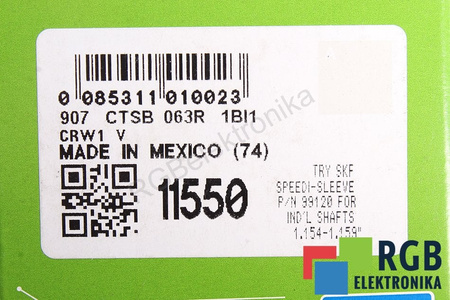 0 085311 010023
907 CTSB 063R 1BI1
CRW1 V
MADE IN MEXICO (74)
11550
TRY SKF
SPEEDI-SLEEVE
P/N 99120 FOR
IND'L SHAFTS
1.154-1.159"
RGBelektronika
RGB
ELEKTRONIKA